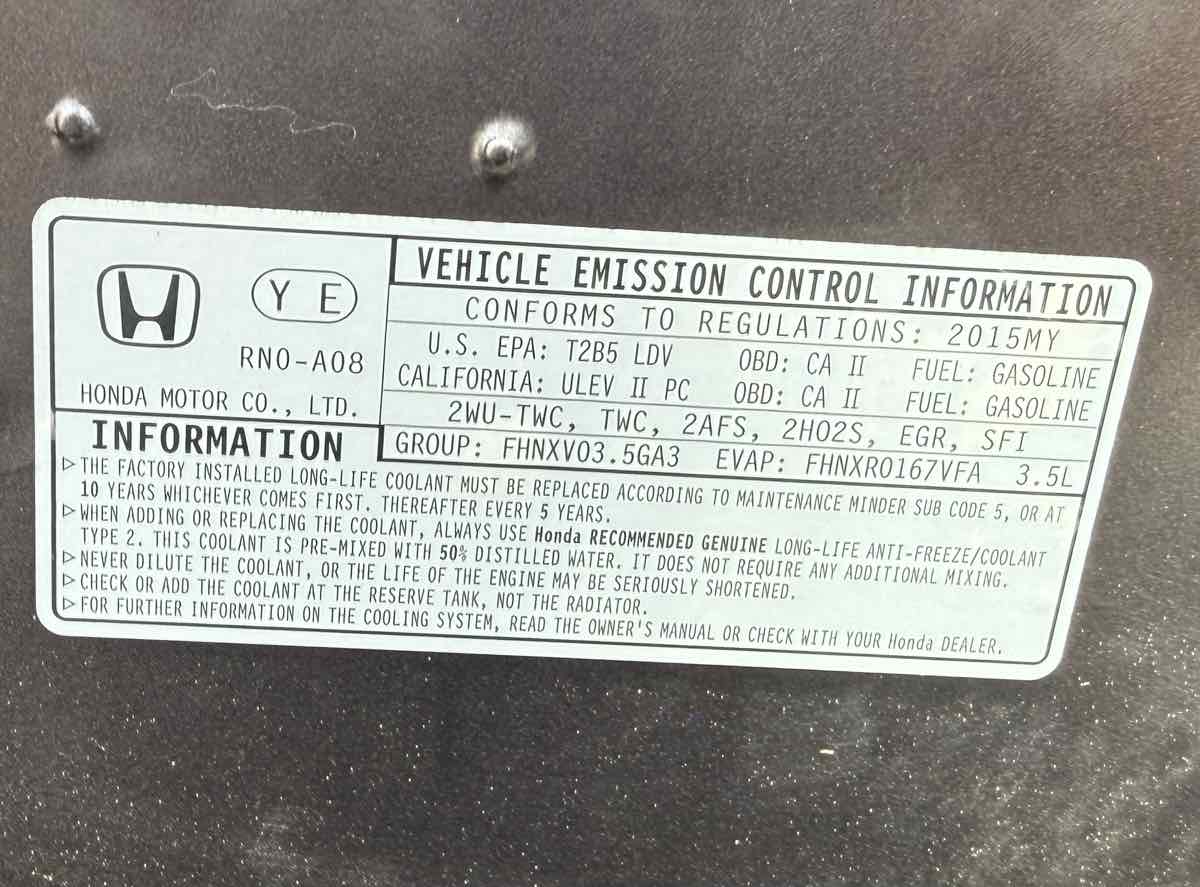 Y E
RN0-A08
HONDA MOTOR CO., LTD.
VEHICLE EMISSION CONTROL INFORMATION
CONFORMS TO REGULATIONS: 2015MY
U.S. EPA: T2B5 LDV OBD: CA II FUEL: GASOLINE
CALIFORNIA: ULEV II PC OBD: CA II FUEL: GASOLINE
2WU-TWC, TWC, 2AFS, 2HO2S, EGR, SFI
GROUP: FHNXV03.5GA3 EVAP: FHNXR0167VFA 3.5L
INFORMATION
▷THE FACTORY INSTALLED LONG-LIFE COOLANT MUST BE REPLACED ACCORDING TO MAINTENANCE MINDER SUB CODE 5, OR AT
10 YEARS WHICHEVER COMES FIRST. THEREAFTER EVERY 5 YEARS.
▷WHEN ADDING OR REPLACING THE COOLANT, ALWAYS USE Honda RECOMMENDED GENUINE LONG-LIFE ANTI-FREEZE/COOLANT
TYPE 2. THIS COOLANT IS PRE-MIXED WITH 50% DISTILLED WATER. IT DOES NOT REQUIRE ANY ADDITIONAL MIXING.
▷NEVER DILUTE THE COOLANT, OR THE LIFE OF THE ENGINE MAY BE SERIOUSLY SHORTENED.
▷CHECK OR ADD THE COOLANT AT THE RESERVE TANK, NOT THE RADIATOR.
▷FOR FURTHER INFORMATION ON THE COOLING SYSTEM, READ THE OWNER'S MANUAL OR CHECK WITH YOUR Honda DEALER.